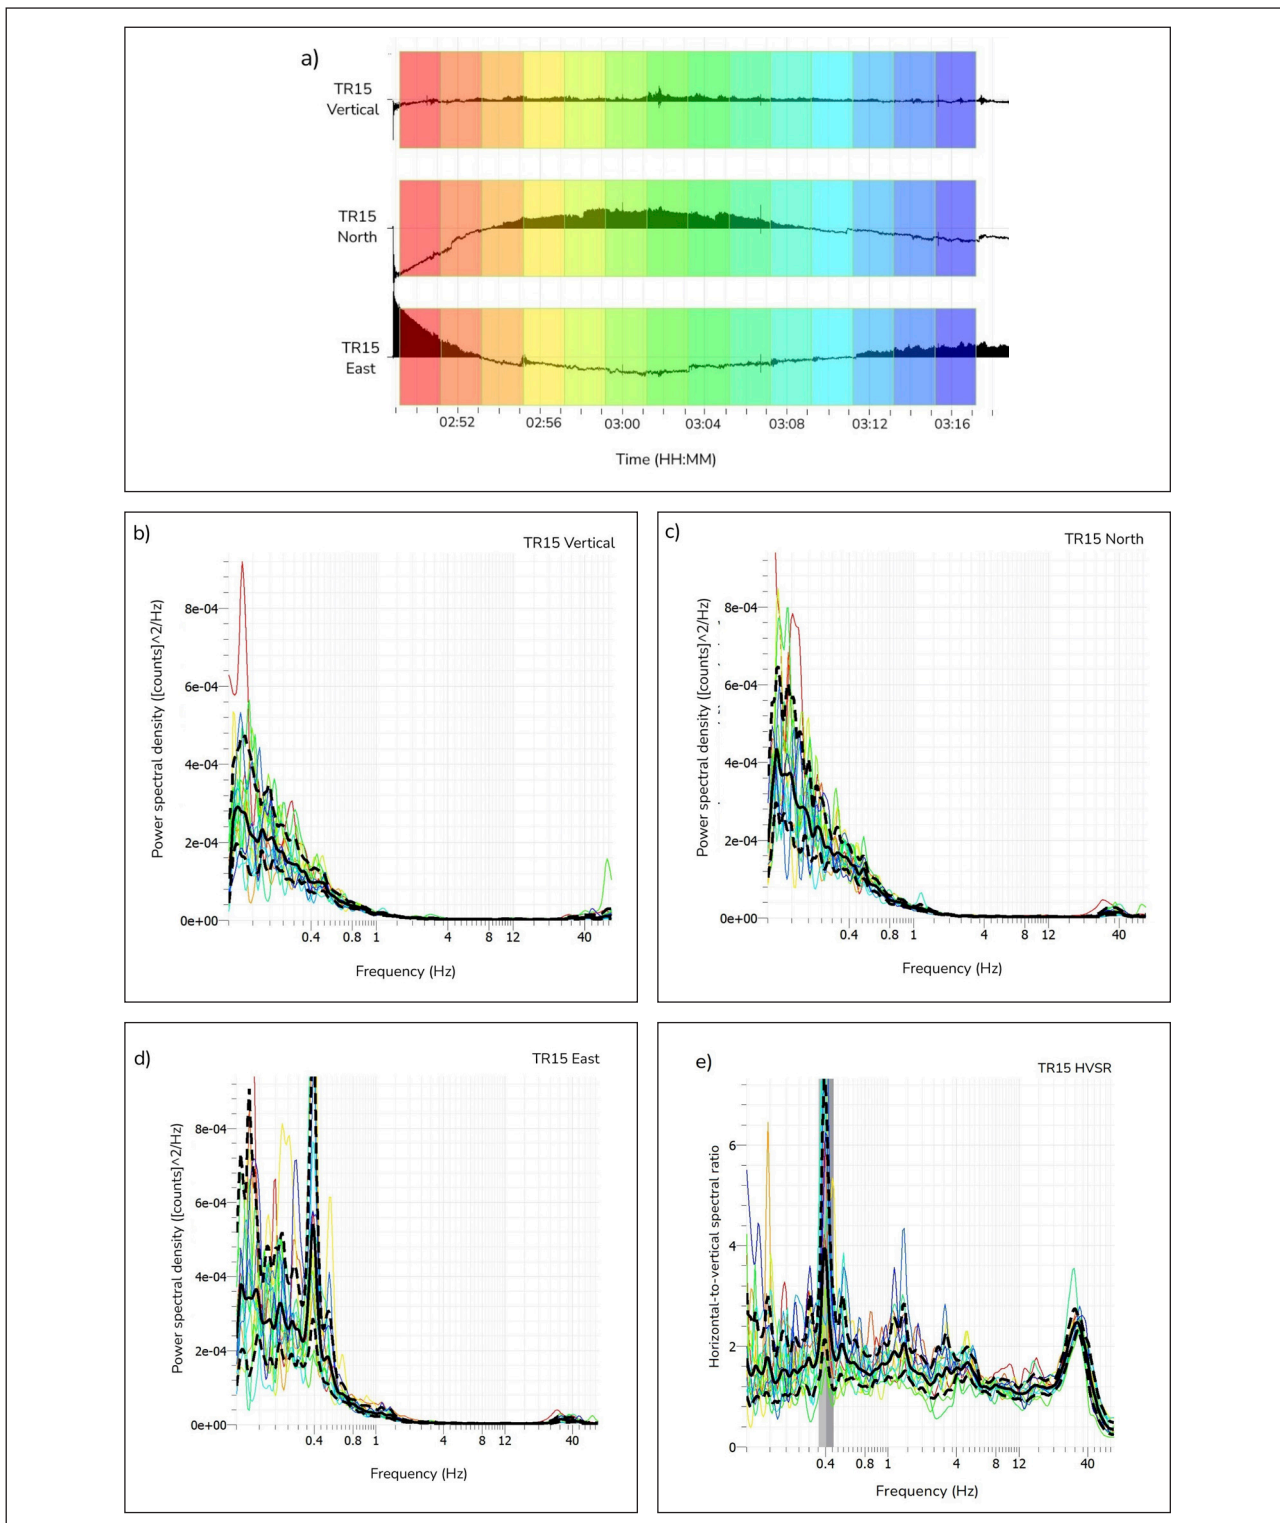 a)
TR15
Vertical
TR15
North
TR15
East
02:52 02:56 03:00 03:04 03:08 03:12 03:16
Time (HH:MM)
b)
TR15 Vertical
Power spectral density ([counts]^2/Hz)
8e-04
6e-04
4e-04
2e-04
0e+00
0.4 0.8 1 4 8 12 40
Frequency (Hz)
c)
TR15 North
Power spectral density ([counts]^2/Hz)
8e-04
6e-04
4e-04
2e-04
0e+00
0.4 0.8 1 4 8 12 40
Frequency (Hz)
d)
TR15 East
Power spectral density ([counts]^2/Hz)
8e-04
6e-04
4e-04
2e-04
0e+00
0.4 0.8 1 4 8 12 40
Frequency (Hz)
e)
TR15 HVSR
Horizontal-to-vertical spectral ratio
6
4
2
0
0.4 0.8 1 4 8 12 40
Frequency (Hz)